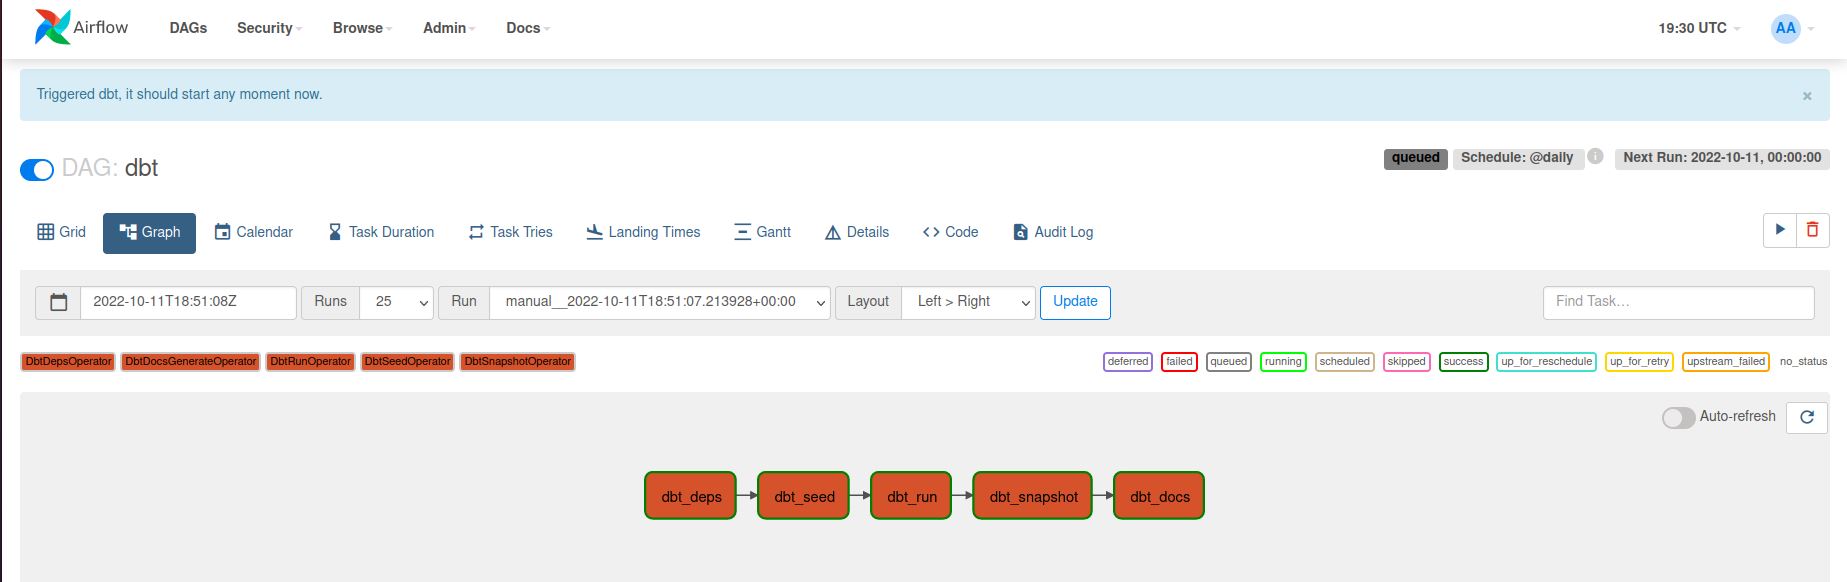 Airflow DAGs Security Browse Admin Docs 19:30 UTC AA
Triggered dbt, it should start any moment now. ×
DAG: dbt queued Schedule: @daily i Next Run: 2022-10-11, 00:00:00
Grid Graph Calendar Task Duration Task Tries Landing Times Gantt Details Code Audit Log
2022-10-11T18:51:08Z Runs 25 Run manual__2022-10-11T18:51:07.213928+00:00 Layout Left > Right Update Find Task...
DbtDepsOperator DbtDocsGenerateOperator DbtRunOperator DbtSeedOperator DbtSnapshotOperator deferred failed queued running scheduled skipped success up_for_reschedule up_for_retry upstream_failed no_status
Auto-refresh
dbt_deps dbt_seed dbt_run dbt_snapshot dbt_docs